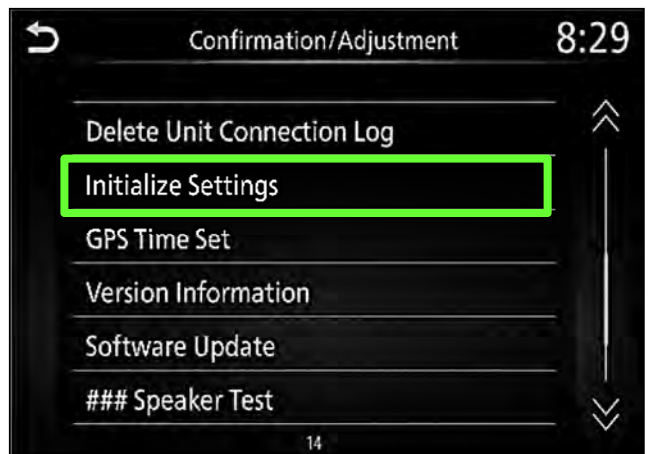 Confirmation/Adjustment 8:29
Delete Unit Connection Log
Initialize Settings
GPS Time Set
Version Information
Software Update
### Speaker Test
14